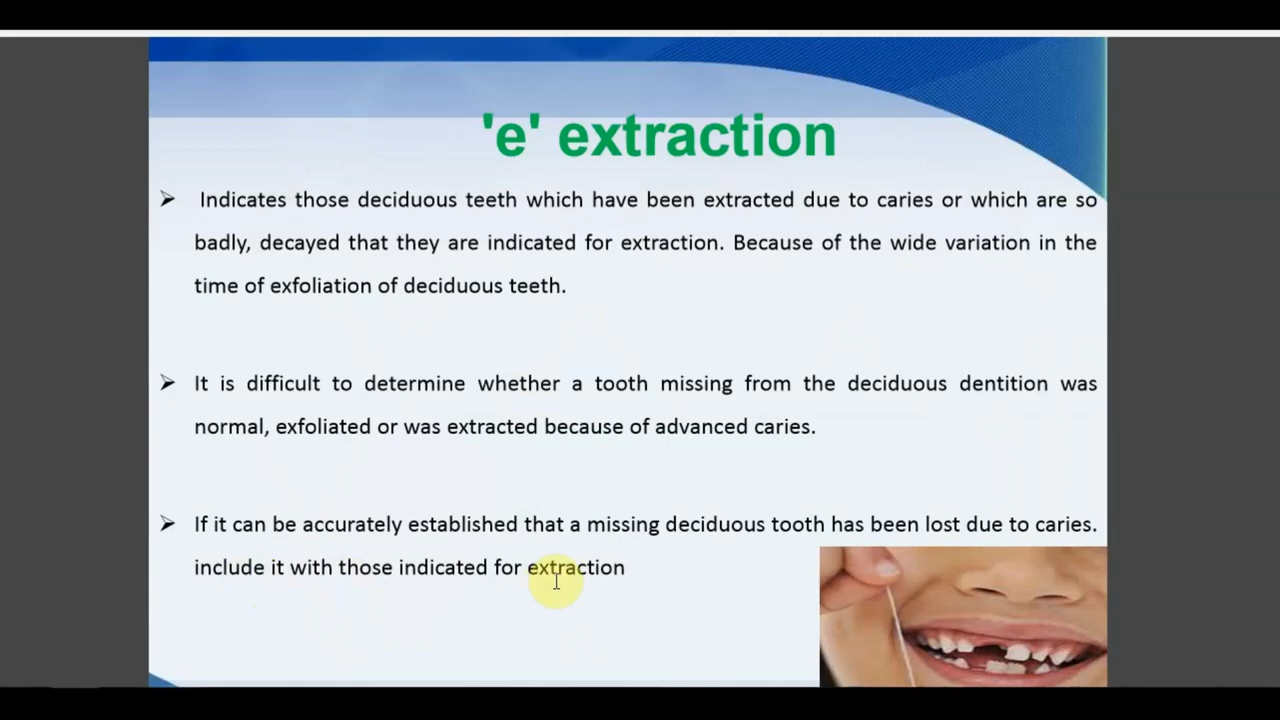 'e' extraction
Indicates those deciduous teeth which have been extracted due to caries or which are so
badly, decayed that they are indicated for extraction. Because of the wide variation in the
time of exfoliation of deciduous teeth.
It is difficult to determine whether a tooth missing from the deciduous dentition was
normal, exfoliated or was extracted because of advanced caries.
If it can be accurately established that a missing deciduous tooth has been lost due to caries.
include it with those indicated for extraction